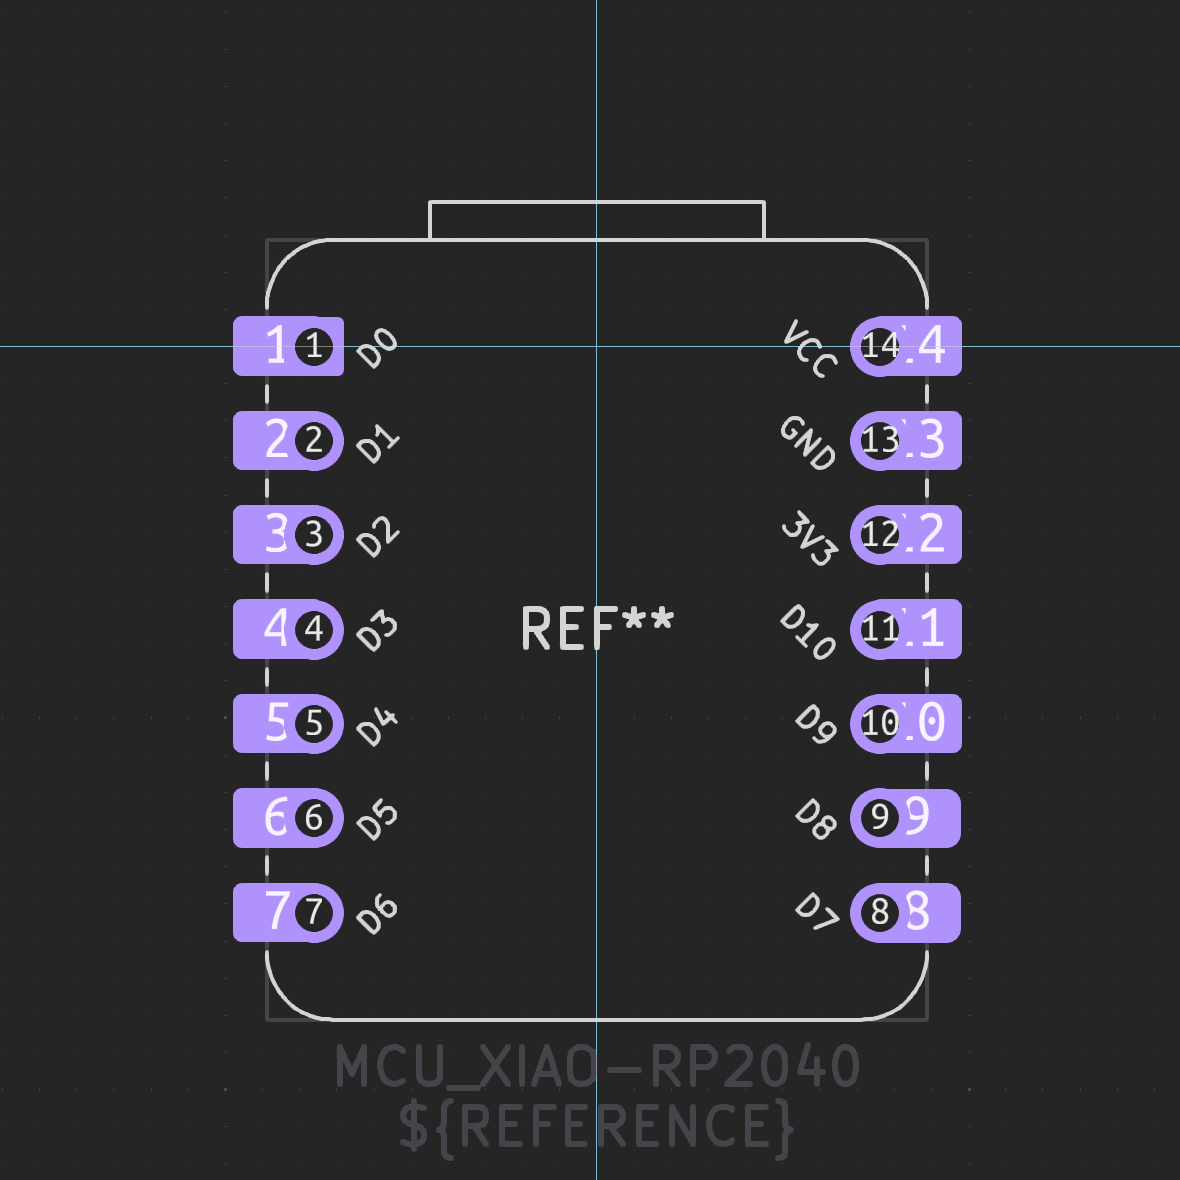 1 1 D0 VCC 14 14
2 2 D1 GND 13 13
3 3 D2 3V3 12 12
4 4 D3 REF** D10 11 11
5 5 D4 D9 10 10
6 6 D5 D8 9 9
7 7 D6 D7 8 8
MCU_XIAO-RP2040
${REFERENCE}